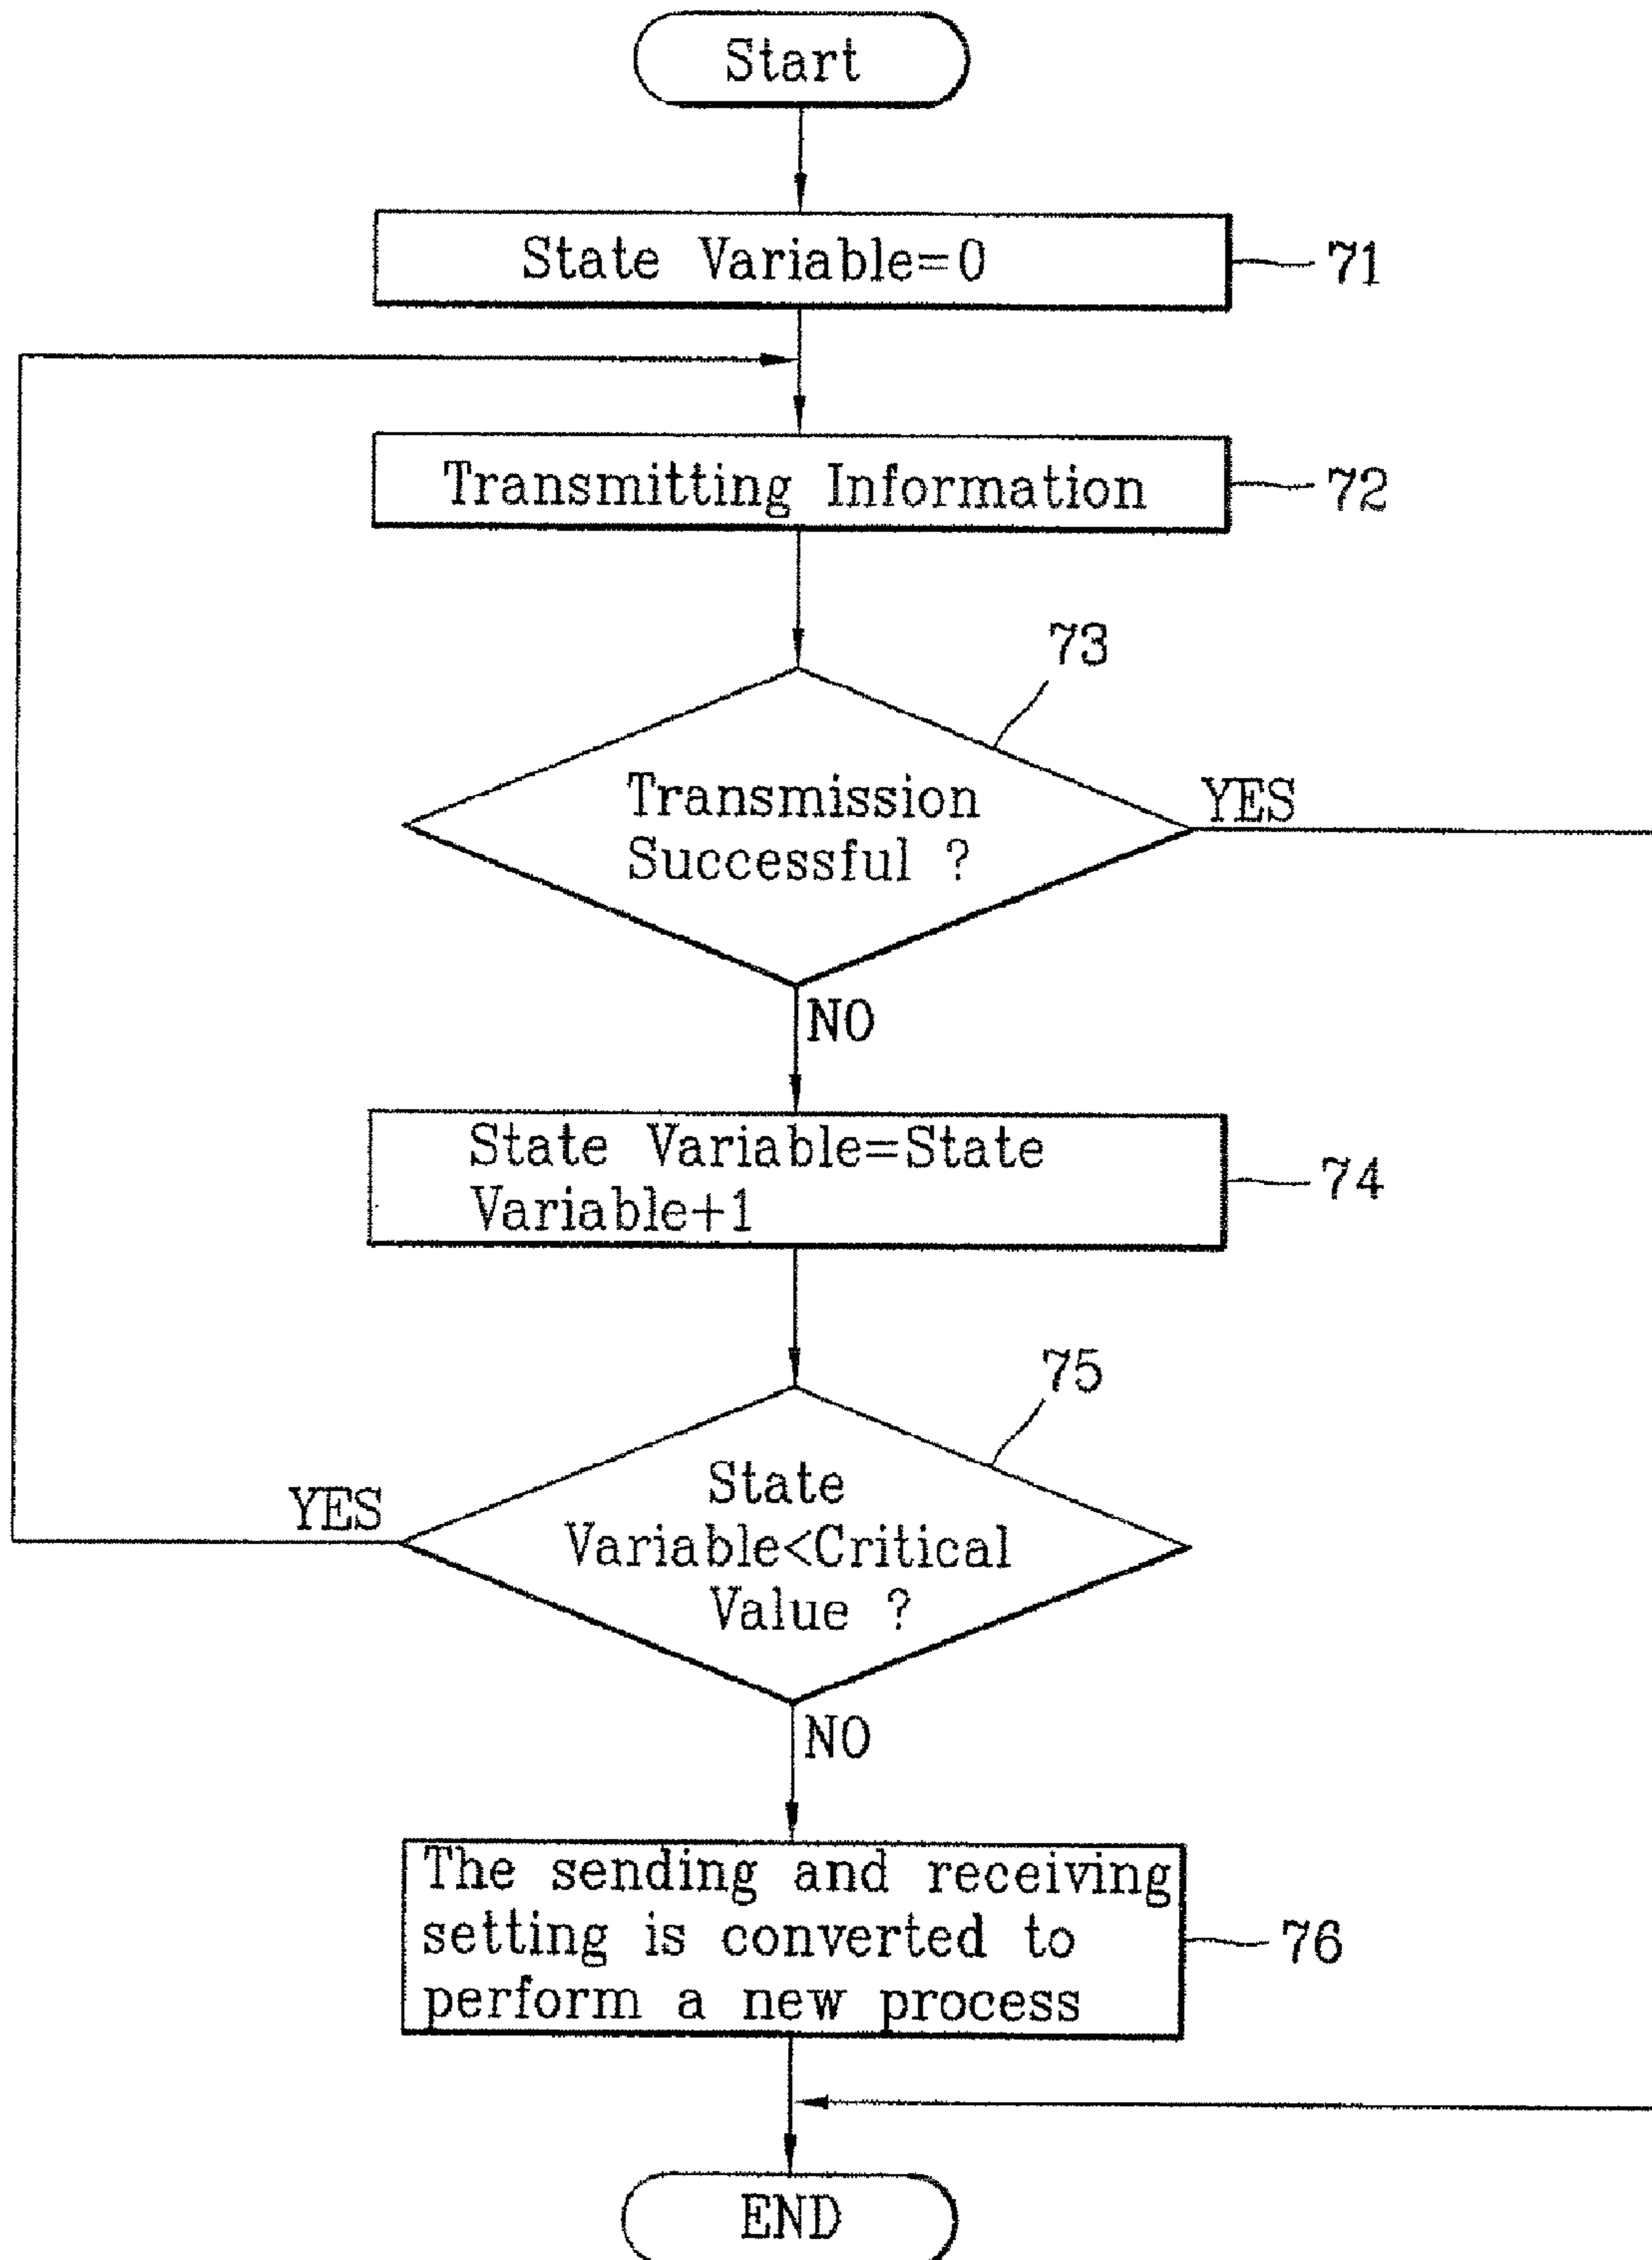 Start
State Variable=0
71
Transmitting Information
72
73
Transmission
Successful ?
YES
NO
State Variable=State
Variable+1
74
75
State
Variable<Critical
Value ?
YES
NO
The sending and receiving
setting is converted to
perform a new process
76
END